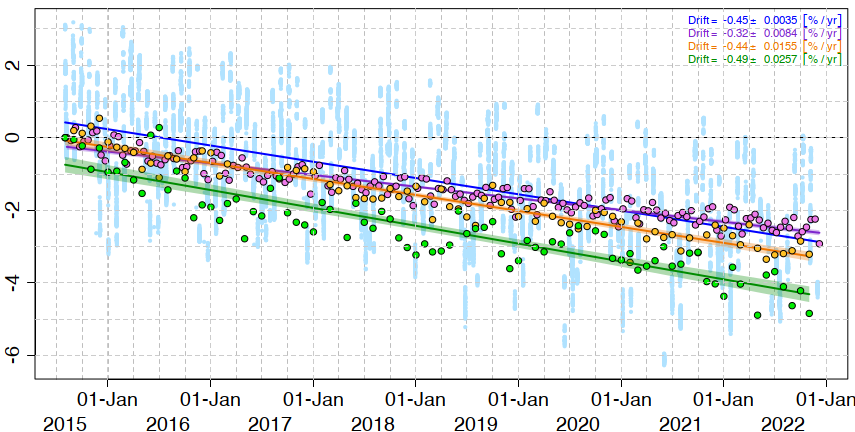 Drift = -0.45 ± 0.0035 [% / yr]
Drift = -0.32 ± 0.0084 [% / yr]
Drift = -0.44 ± 0.0155 [% / yr]
Drift = -0.49 ± 0.0257 [% / yr]
2
0
-2
-4
-6
01-Jan 01-Jan 01-Jan 01-Jan 01-Jan 01-Jan 01-Jan 01-Jan
2015 2016 2017 2018 2019 2020 2021 2022